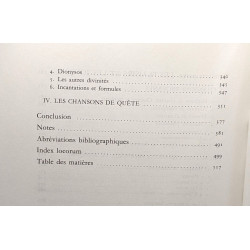 4. Dionysos
5. Les autres divinités
6. Incantations et formules
IV. LES CHANSONS DE QUÊTE
Conclusion
Notes
Abréviations bibliographiques
Index locorum
Table des matières